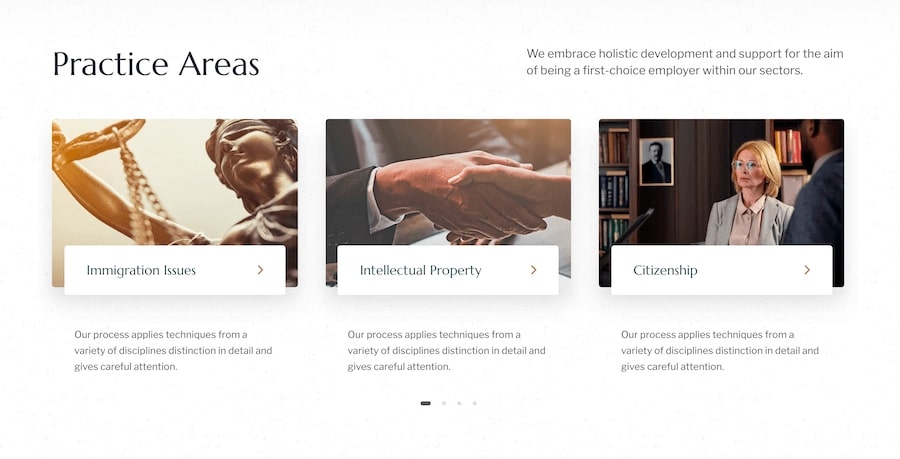 Practice Areas
We embrace holistic development and support for the aim
of being a first-choice employer within our sectors.
Immigration Issues
Intellectual Property
Citizenship
Our process applies techniques from a
variety of disciplines distinction in detail and
gives careful attention.
Our process applies techniques from a
variety of disciplines distinction in detail and
gives careful attention.
Our process applies techniques from a
variety of disciplines distinction in detail and
gives careful attention.